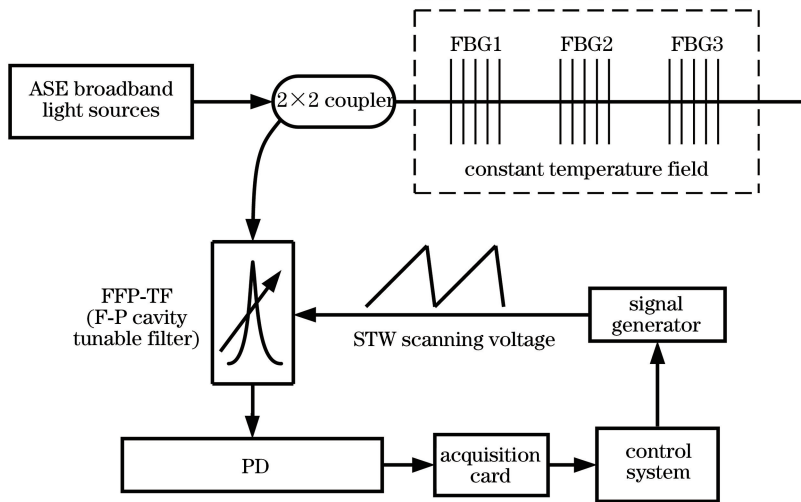 FBG1
FBG2
FBG3
ASE broadband
light sources
2×2 coupler
constant temperature field
FFP-TF
(F-P cavity
tunable filter)
STW scanning voltage
signal
generator
PD
acquisition
card
control
system